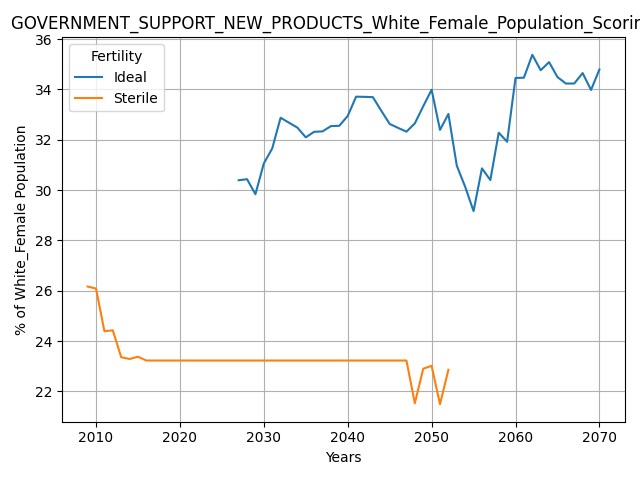 GOVERNMENT_SUPPORT_NEW_PRODUCTS_White_Female_Population_Scorin
36
34
32
30
28
26
24
22
% of White_Female Population
Fertility
Ideal
Sterile
2010 2020 2030 2040 2050 2060 2070
Years